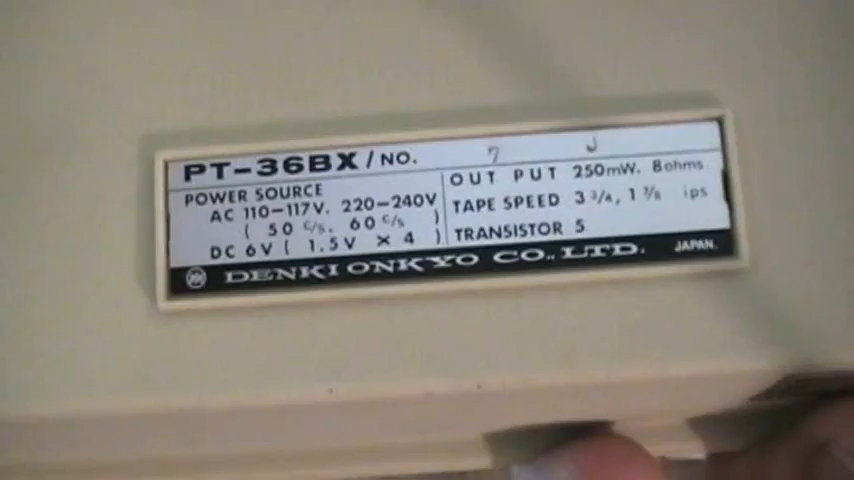 PT-36BX / NO. 7 J
POWER SOURCE
AC 110-117V. 220-240V
( 50 c/s. 60 c/s )
DC 6V ( 1.5V × 4 )
OUT PUT 250mW. 8ohms
TAPE SPEED 3 3/4, 1 7/8 ips
TRANSISTOR 5
DENKI ONKYO CO., LTD. JAPAN.